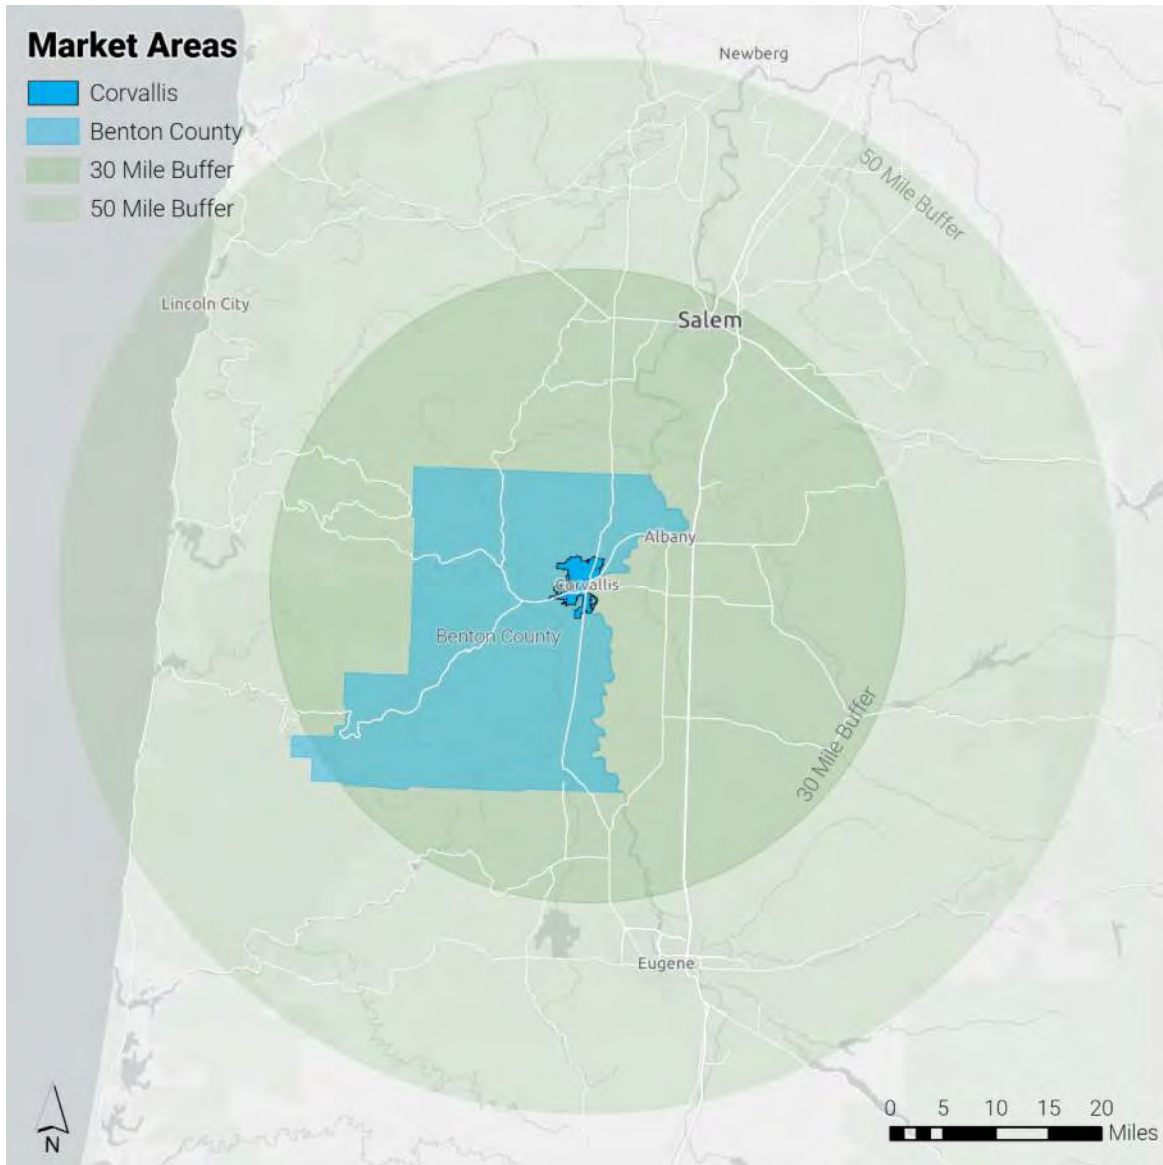 Market Areas
Corvallis
Benton County
30 Mile Buffer
50 Mile Buffer
Newberg
50 Mile Buffer
Lincoln City
Salem
Albany
Corvallis
Benton County
30 Mile Buffer
Eugene
0 5 10 15 20
Miles
N